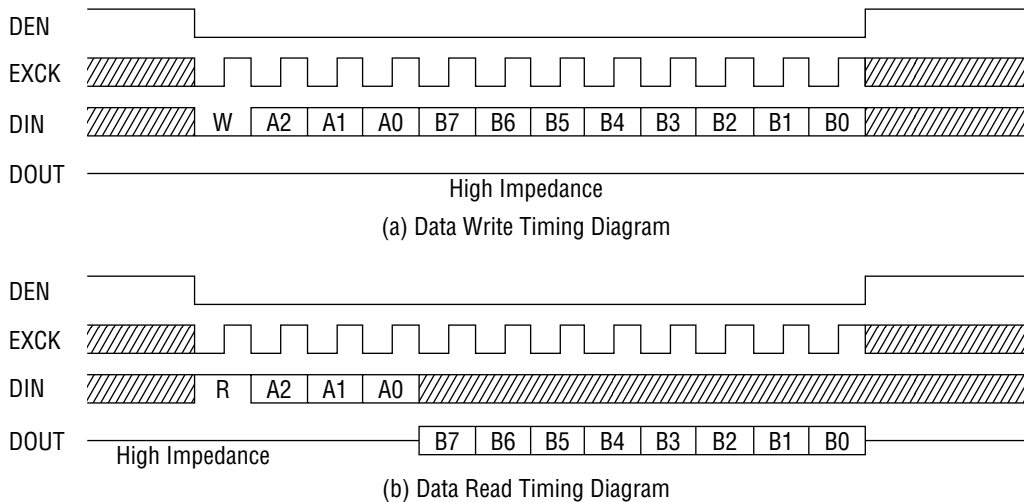 DEN
EXCK
DIN W A2 A1 A0 B7 B6 B5 B4 B3 B2 B1 B0
DOUT
High Impedance
(a) Data Write Timing Diagram
DEN
EXCK
DIN R A2 A1 A0
DOUT High Impedance B7 B6 B5 B4 B3 B2 B1 B0
(b) Data Read Timing Diagram